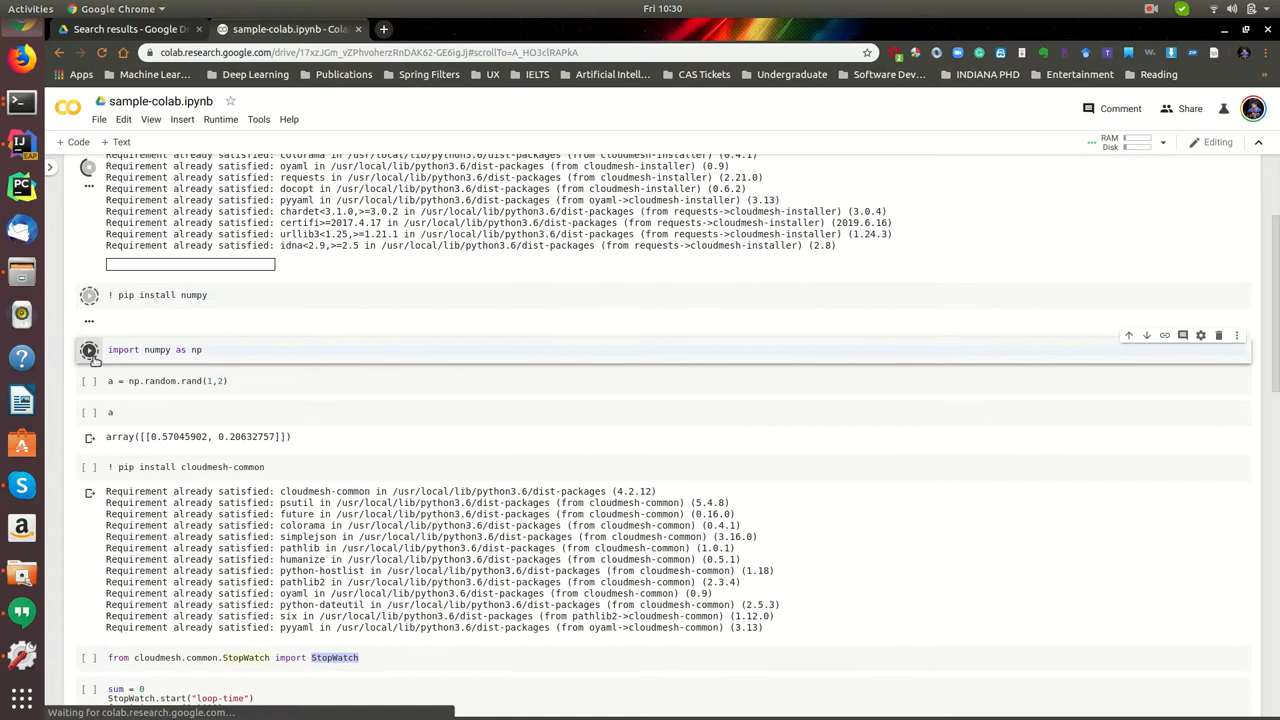 Activities
Google Chrome
Fri 10:30
Search results - Google D
sample-colab.ipynb - Colab
colab.research.google.com/drive/17xzJGm_vZPhvoherzRnDAK62-GE6igJj#scrollTo=A_HO3clRAPkA
Apps
Machine Lear...
Deep Learning
Publications
Spring Filters
UX
IELTS
Artificial Intell...
CAS Tickets
Undergraduate
Software Dev...
INDIANA PHD
Entertainment
Reading
sample-colab.ipynb
Comment
Share
File Edit View Insert Runtime Tools Help
+ Code + Text
RAM
Disk
Editing
Requirement already satisfied: colorama in /usr/local/lib/python3.6/dist-packages (from cloudmesh-installer) (0.4.1)
Requirement already satisfied: oyaml in /usr/local/lib/python3.6/dist-packages (from cloudmesh-installer) (0.9)
Requirement already satisfied: requests in /usr/local/lib/python3.6/dist-packages (from cloudmesh-installer) (2.21.0)
Requirement already satisfied: docopt in /usr/local/lib/python3.6/dist-packages (from cloudmesh-installer) (0.6.2)
Requirement already satisfied: pyyaml in /usr/local/lib/python3.6/dist-packages (from oyaml->cloudmesh-installer) (3.13)
Requirement already satisfied: chardet<3.1.0,>=3.0.2 in /usr/local/lib/python3.6/dist-packages (from requests->cloudmesh-installer) (3.0.4)
Requirement already satisfied: certifi>=2017.4.17 in /usr/local/lib/python3.6/dist-packages (from requests->cloudmesh-installer) (2019.6.16)
Requirement already satisfied: urllib3<1.25,>=1.21.1 in /usr/local/lib/python3.6/dist-packages (from requests->cloudmesh-installer) (1.24.3)
Requirement already satisfied: idna<2.9,>=2.5 in /usr/local/lib/python3.6/dist-packages (from requests->cloudmesh-installer) (2.8)
! pip install numpy
import numpy as np
[ ] a = np.random.rand(1,2)
[ ] a
array([[0.57045902, 0.20632757]])
[ ] ! pip install cloudmesh-common
Requirement already satisfied: cloudmesh-common in /usr/local/lib/python3.6/dist-packages (4.2.12)
Requirement already satisfied: psutil in /usr/local/lib/python3.6/dist-packages (from cloudmesh-common) (5.4.8)
Requirement already satisfied: future in /usr/local/lib/python3.6/dist-packages (from cloudmesh-common) (0.16.0)
Requirement already satisfied: colorama in /usr/local/lib/python3.6/dist-packages (from cloudmesh-common) (0.4.1)
Requirement already satisfied: simplejson in /usr/local/lib/python3.6/dist-packages (from cloudmesh-common) (3.16.0)
Requirement already satisfied: pathlib in /usr/local/lib/python3.6/dist-packages (from cloudmesh-common) (1.0.1)
Requirement already satisfied: humanize in /usr/local/lib/python3.6/dist-packages (from cloudmesh-common) (0.5.1)
Requirement already satisfied: python-hostlist in /usr/local/lib/python3.6/dist-packages (from cloudmesh-common) (1.18)
Requirement already satisfied: pathlib2 in /usr/local/lib/python3.6/dist-packages (from cloudmesh-common) (2.3.4)
Requirement already satisfied: oyaml in /usr/local/lib/python3.6/dist-packages (from cloudmesh-common) (0.9)
Requirement already satisfied: python-dateutil in /usr/local/lib/python3.6/dist-packages (from cloudmesh-common) (2.5.3)
Requirement already satisfied: six in /usr/local/lib/python3.6/dist-packages (from pathlib2->cloudmesh-common) (1.12.0)
Requirement already satisfied: pyyaml in /usr/local/lib/python3.6/dist-packages (from oyaml->cloudmesh-common) (3.13)
[ ] from cloudmesh.common.StopWatch import StopWatch
[ ] sum = 0
StopWatch.start("loop-time")
Waiting for colab.research.google.com...